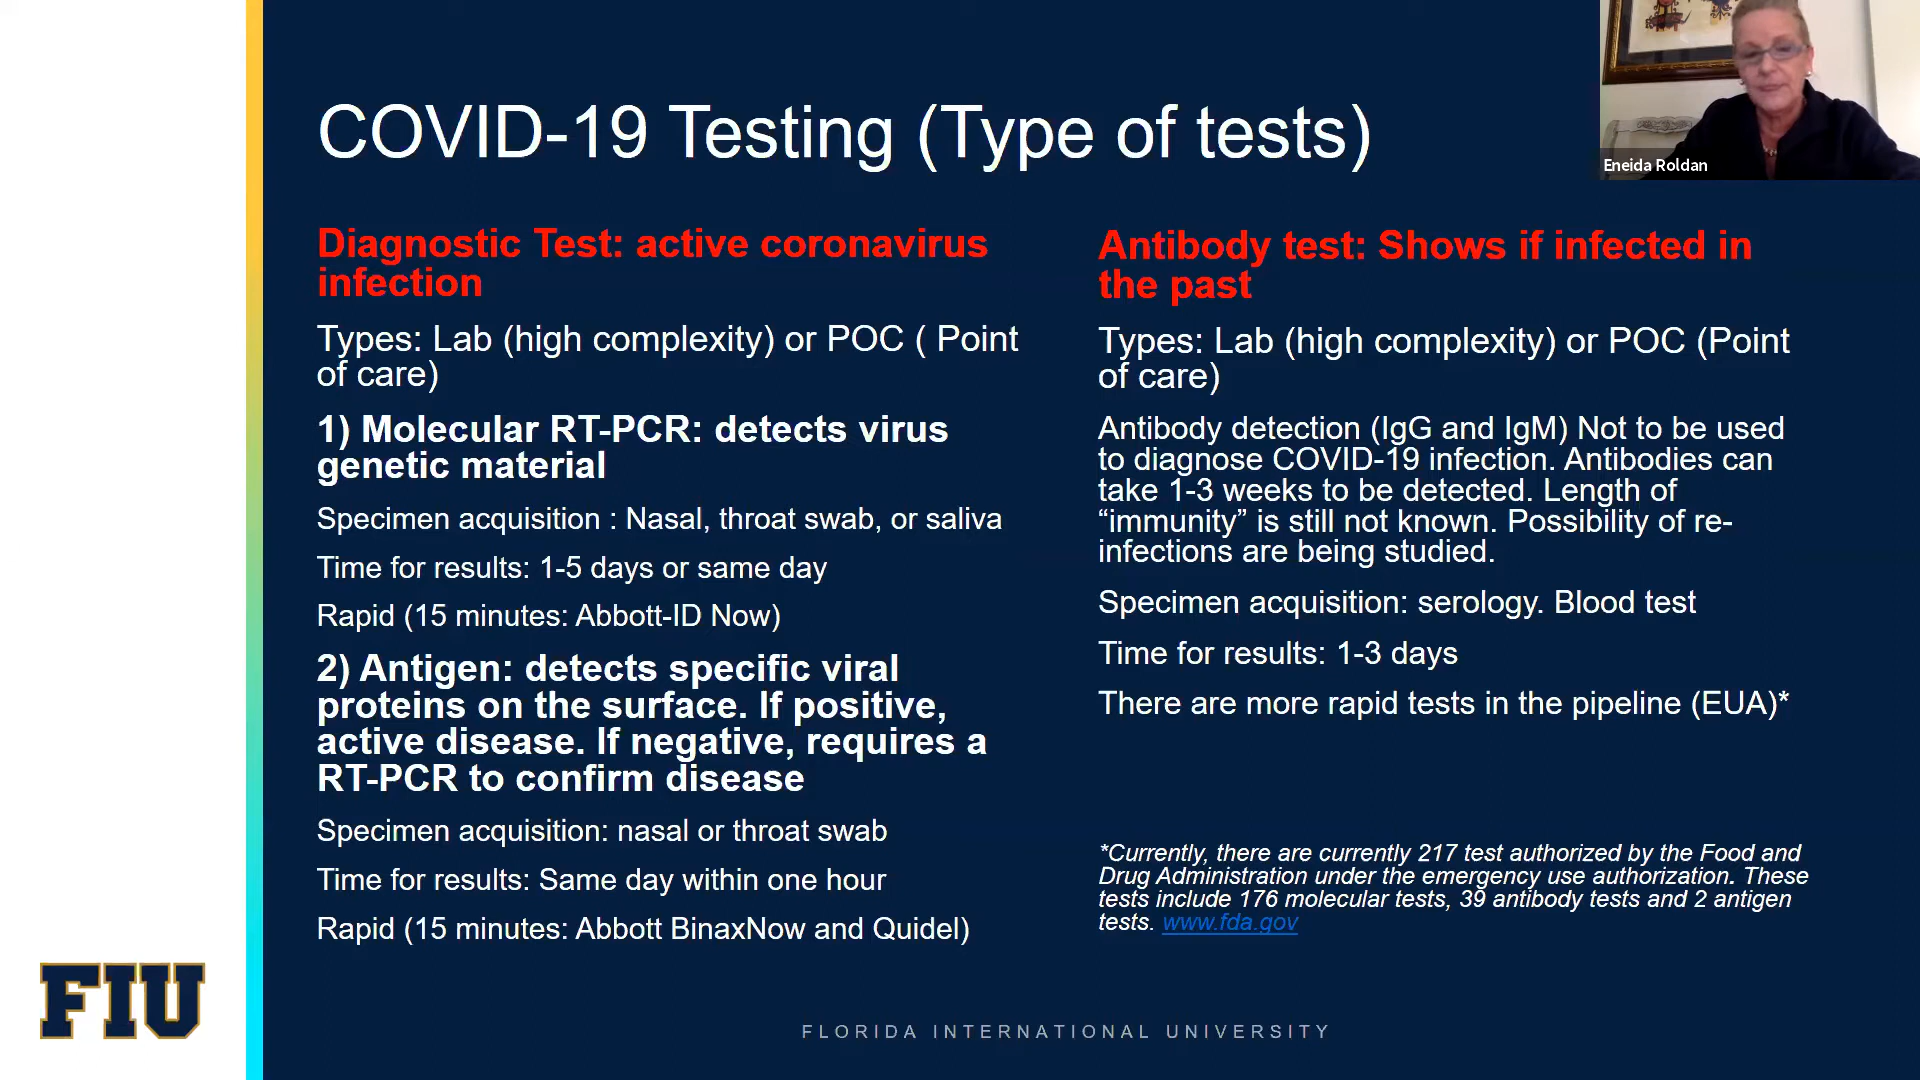 Eneida Roldan
COVID-19 Testing (Type of tests)
Diagnostic Test: active coronavirus
infection
Types: Lab (high complexity) or POC ( Point
of care)
1) Molecular RT-PCR: detects virus
genetic material
Specimen acquisition : Nasal, throat swab, or saliva
Time for results: 1-5 days or same day
Rapid (15 minutes: Abbott-ID Now)
2) Antigen: detects specific viral
proteins on the surface. If positive,
active disease. If negative, requires a
RT-PCR to confirm disease
Specimen acquisition: nasal or throat swab
Time for results: Same day within one hour
Rapid (15 minutes: Abbott BinaxNow and Quidel)
Antibody test: Shows if infected in
the past
Types: Lab (high complexity) or POC (Point
of care)
Antibody detection (IgG and IgM) Not to be used
to diagnose COVID-19 infection. Antibodies can
take 1-3 weeks to be detected. Length of
“immunity” is still not known. Possibility of re-
infections are being studied.
Specimen acquisition: serology. Blood test
Time for results: 1-3 days
There are more rapid tests in the pipeline (EUA)*
*Currently, there are currently 217 test authorized by the Food and
Drug Administration under the emergency use authorization. These
tests include 176 molecular tests, 39 antibody tests and 2 antigen
tests. www.fda.gov
FIU
FLORIDA INTERNATIONAL UNIVERSITY